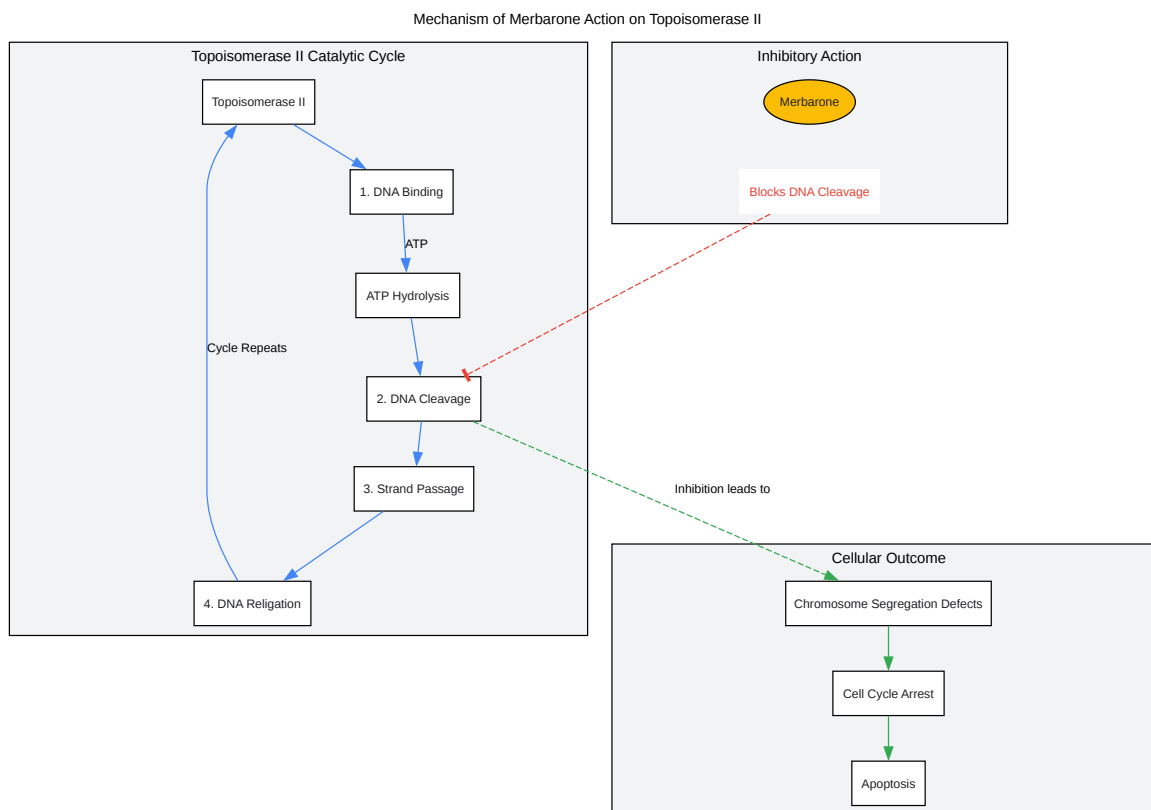 Mechanism of Merbarone Action on Topoisomerase II
Topoisomerase II Catalytic Cycle
Topoisomerase II
1. DNA Binding
ATP
ATP Hydrolysis
Cycle Repeats
2. DNA Cleavage
3. Strand Passage
4. DNA Religation
Inhibitory Action
Merbarone
Blocks DNA Cleavage
Inhibition leads to
Cellular Outcome
Chromosome Segregation Defects
Cell Cycle Arrest
Apoptosis